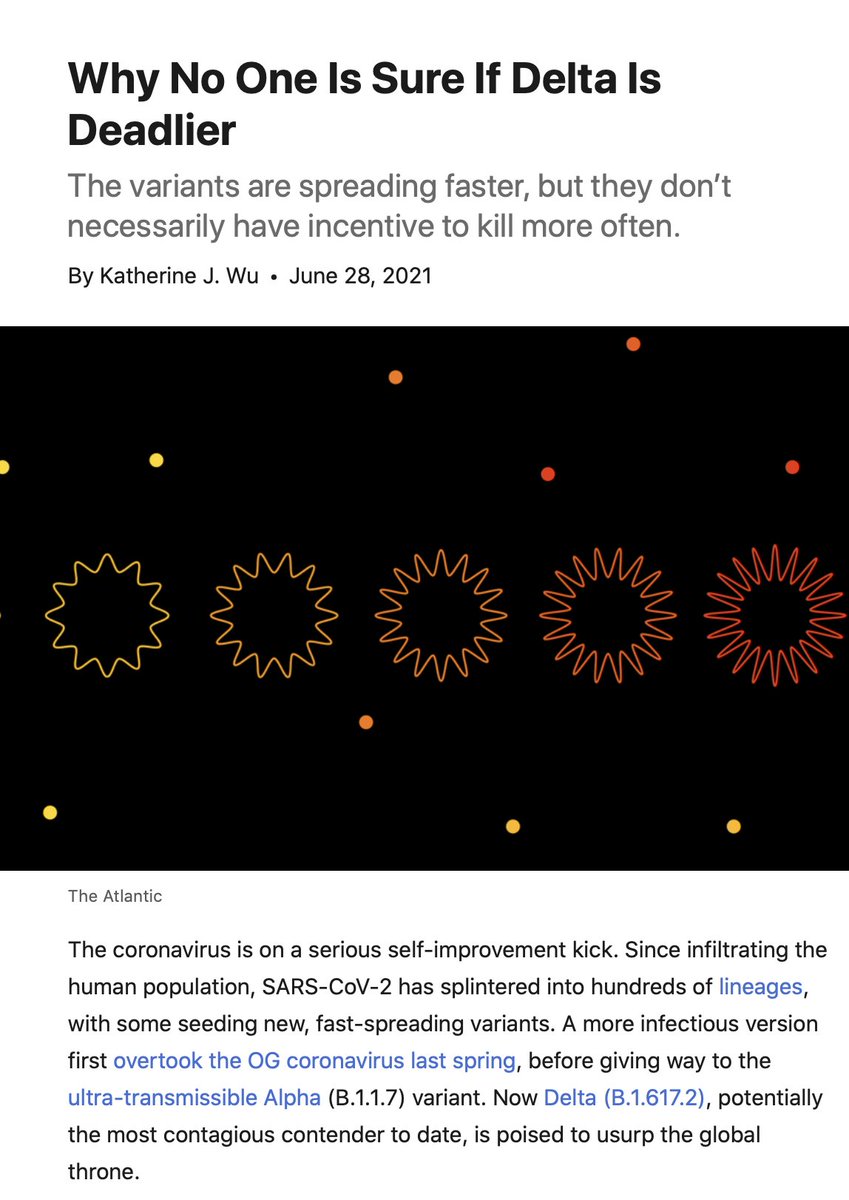 Why No One Is Sure If Delta Is
Deadlier
The variants are spreading faster, but they don’t
necessarily have incentive to kill more often.
By Katherine J. Wu • June 28, 2021
The Atlantic
The coronavirus is on a serious self-improvement kick. Since infiltrating the
human population, SARS-CoV-2 has splintered into hundreds of lineages,
with some seeding new, fast-spreading variants. A more infectious version
first overtook the OG coronavirus last spring, before giving way to the
ultra-transmissible Alpha (B.1.1.7) variant. Now Delta (B.1.617.2), potentially
the most contagious contender to date, is poised to usurp the global
throne.